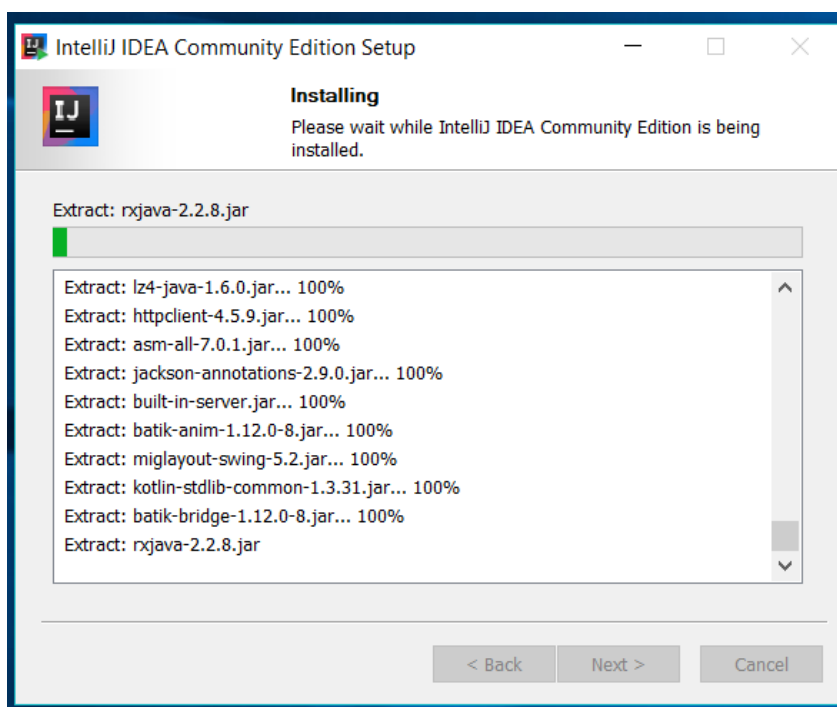 IntelliJ IDEA Community Edition Setup
IJ
Installing
Please wait while IntelliJ IDEA Community Edition is being
installed.
Extract: rxjava-2.2.8.jar
Extract: lz4-java-1.6.0.jar... 100%
Extract: httpclient-4.5.9.jar... 100%
Extract: asm-all-7.0.1.jar... 100%
Extract: jackson-annotations-2.9.0.jar... 100%
Extract: built-in-server.jar... 100%
Extract: batik-anim-1.12.0-8.jar... 100%
Extract: miglayout-swing-5.2.jar... 100%
Extract: kotlin-stdlib-common-1.3.31.jar... 100%
Extract: batik-bridge-1.12.0-8.jar... 100%
Extract: rxjava-2.2.8.jar
< Back Next > Cancel